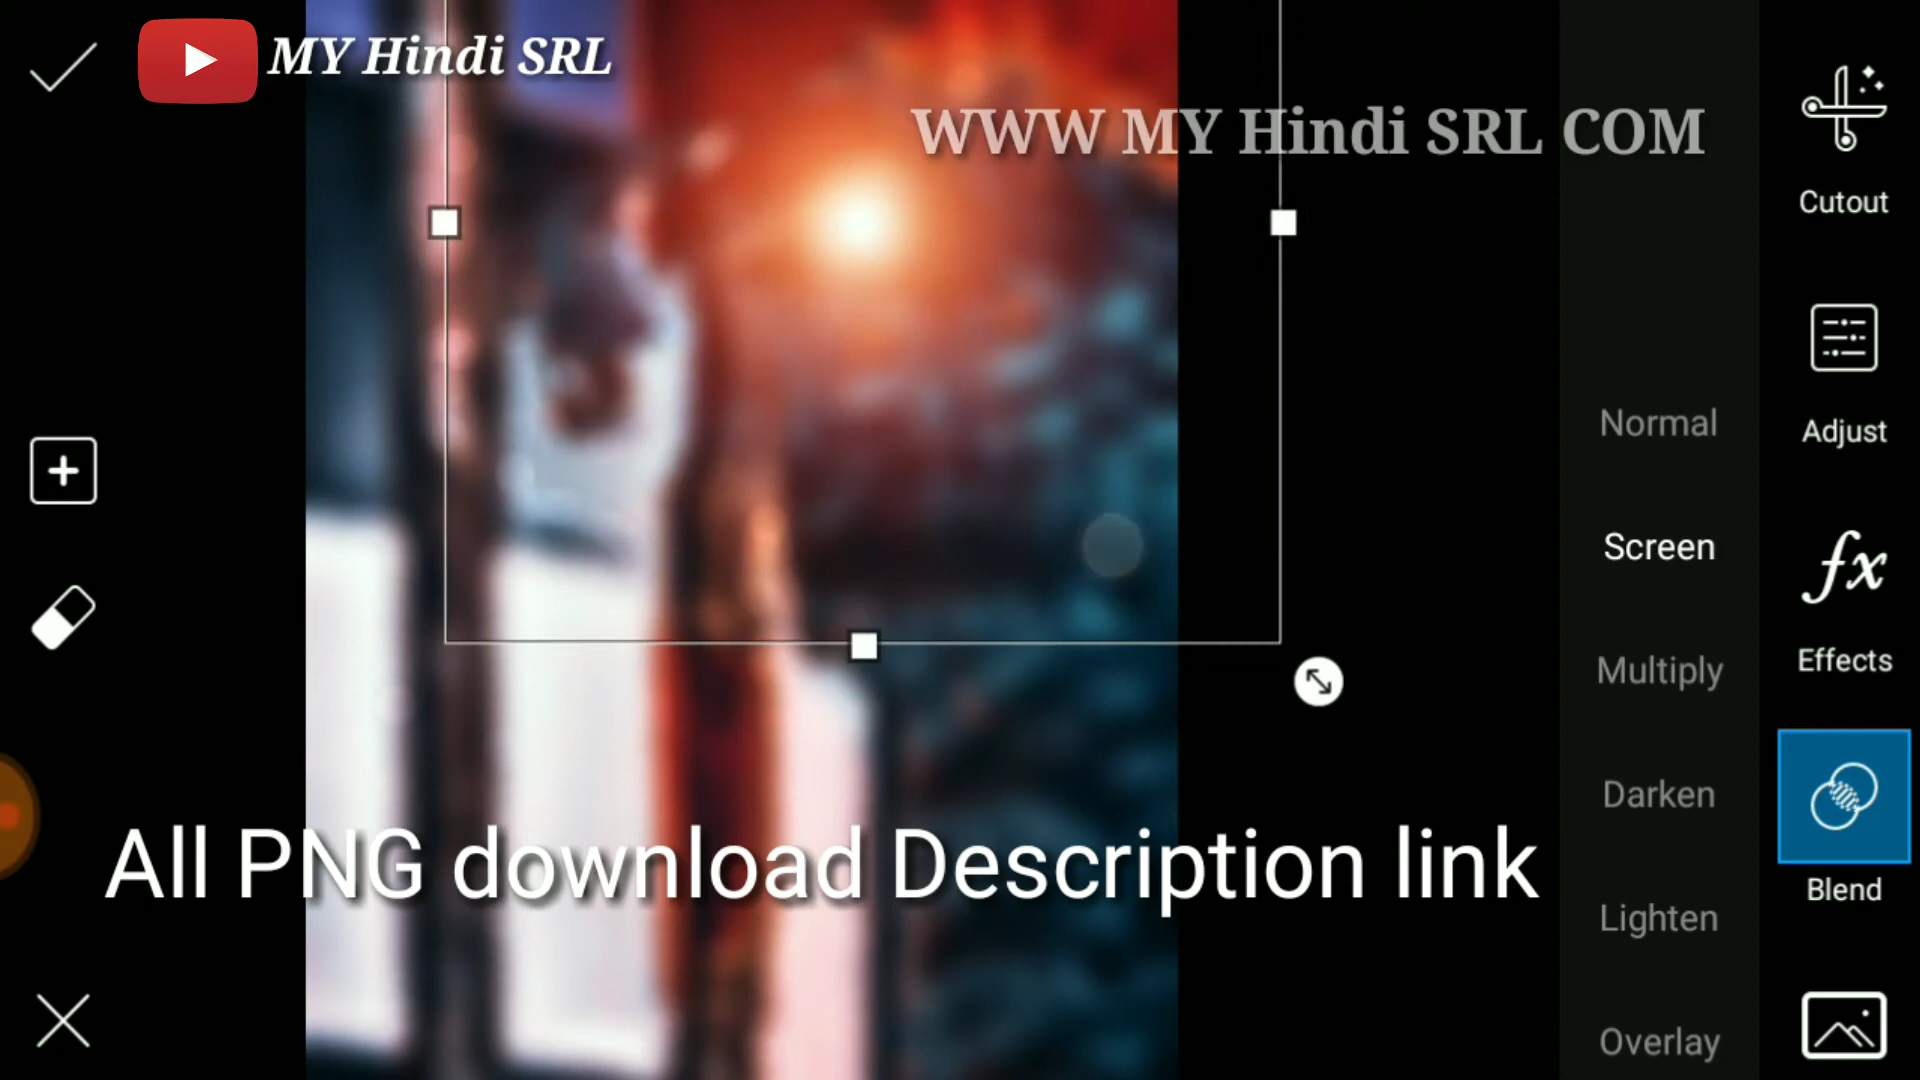 MY Hindi SRL
WWW MY Hindi SRL COM
Cutout
Adjust
Normal
Screen
Effects
Multiply
Darken
Blend
Lighten
Overlay
All PNG download Description link